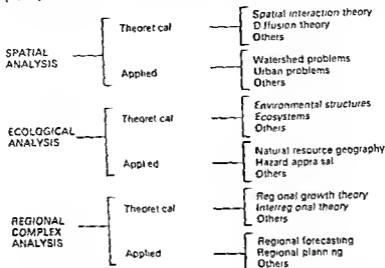 Spatial interaction theory
Theoret cal
D ffusion theory
Others
SPATIAL
ANALYSIS
Watershed problems
Applied
Urban problems
Others
Environmental structures
Theoret cal
Ecosystems
Others
ECOLOGICAL
ANALYSIS
Natural resource geography
Appl ed
Hazard appra sal
Others
Reg onal growth theory
Theoret cal
Interreg onal theory
Others
REGIONAL
COMPLEX
ANALYSIS
Regional forecasting
Applied
Regional plann ng
Others